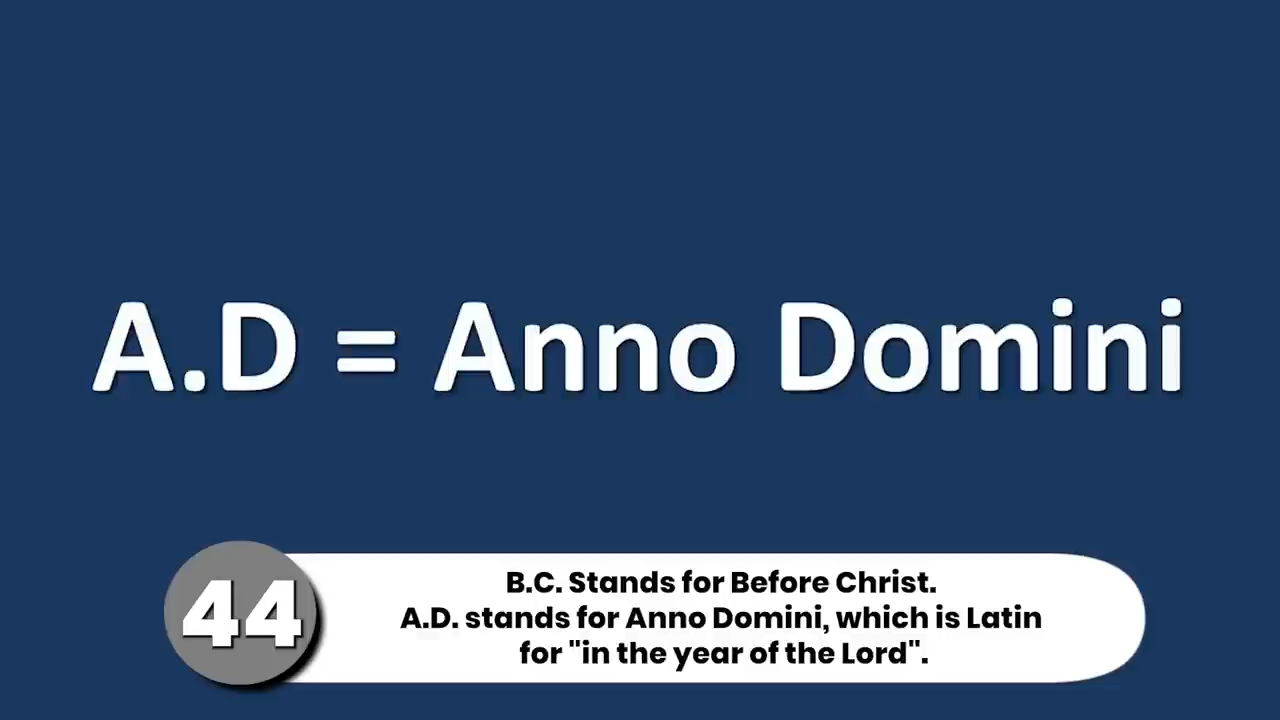 A.D = Anno Domini
44
B.C. Stands for Before Christ.
A.D. stands for Anno Domini, which is Latin
for "in the year of the Lord".